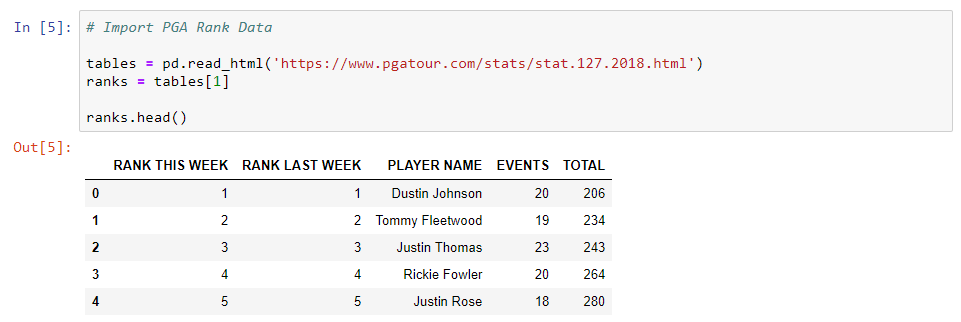 In [5]: # Import PGA Rank Data
tables = pd.read_html('https://www.pgatour.com/stats/stat.127.2018.html')
ranks = tables[1]
ranks.head()
Out[5]:
RANK THIS WEEK RANK LAST WEEK PLAYER NAME EVENTS TOTAL
0 1 1 Dustin Johnson 20 206
1 2 2 Tommy Fleetwood 19 234
2 3 3 Justin Thomas 23 243
3 4 4 Rickie Fowler 20 264
4 5 5 Justin Rose 18 280